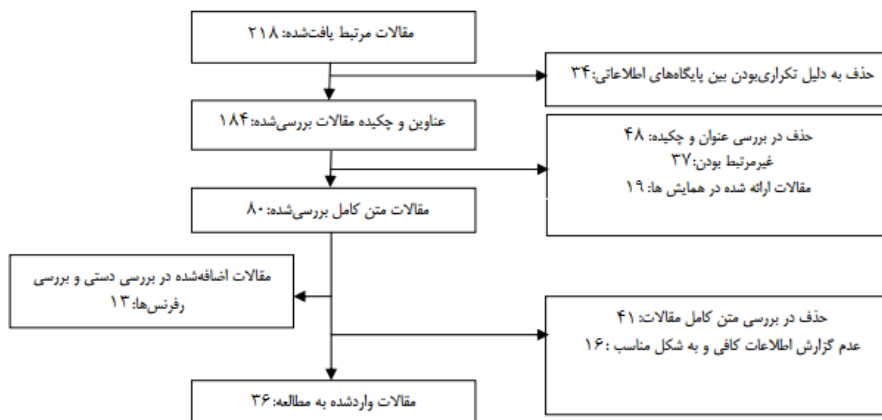 مقالات مرتبط یافت‌شده: ۲۱۸
حذف به دلیل تکراری‌بودن بین پایگاه‌های اطلاعاتی: ۳۴
عناوین و چکیده مقالات بررسی‌شده: ۱۸۴
حذف در بررسی عنوان و چکیده: ۴۸
غیرمرتبط بودن: ۳۷
مقالات ارائه شده در همایش ها: ۱۹
مقالات متن کامل بررسی‌شده: ۸۰
مقالات اضافه‌شده در بررسی دستی و بررسی
رفرنس‌ها: ۱۳
حذف در بررسی متن کامل مقالات: ۴۱
عدم گزارش اطلاعات کافی و به شکل مناسب :۱۶
مقالات واردشده به مطالعه: ۳۶